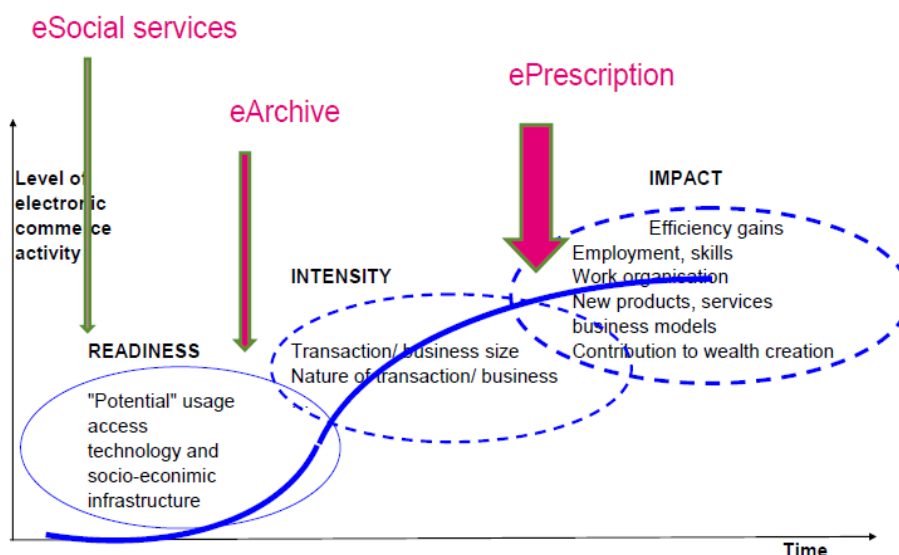 eSocial services
eArchive
ePrescription
Level of
electronic
commerce
activity
IMPACT
Efficiency gains
Employment, skills
Work organisation
New products, services
business models
Contribution to wealth creation
INTENSITY
Transaction/ business size
Nature of transaction/ business
READINESS
"Potential" usage
access
technology and
socio-econimic
infrastructure
Time